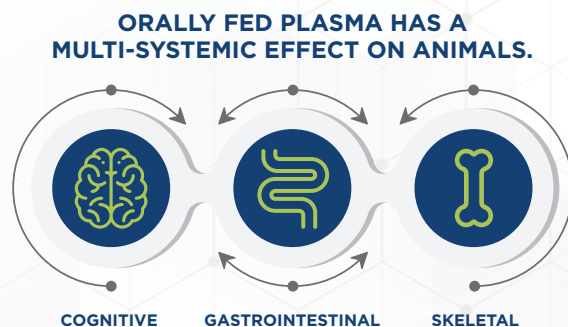 ORALLY FED PLASMA HAS A
MULTI-SYSTEMIC EFFECT ON ANIMALS.
COGNITIVE GASTROINTESTINAL SKELETAL